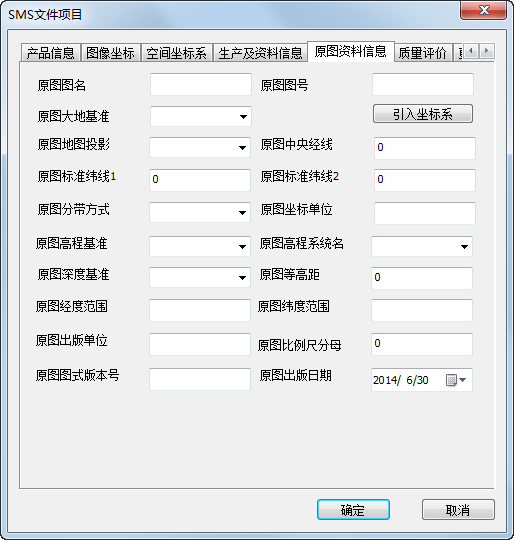 SMS文件项目
产品信息 图像坐标 空间坐标系 生产及资料信息 原图资料信息 质量评价
原图图名 原图图号
原图大地基准 引入坐标系
原图地图投影 原图中央经线 0
原图标准纬线1 0 原图标准纬线2 0
原图分带方式 原图坐标单位
原图高程基准 原图高程系统名
原图深度基准 原图等高距 0
原图经度范围 原图纬度范围
原图出版单位 原图比例尺分母 0
原图图式版本号 原图出版日期 2014/ 6/30
确定 取消